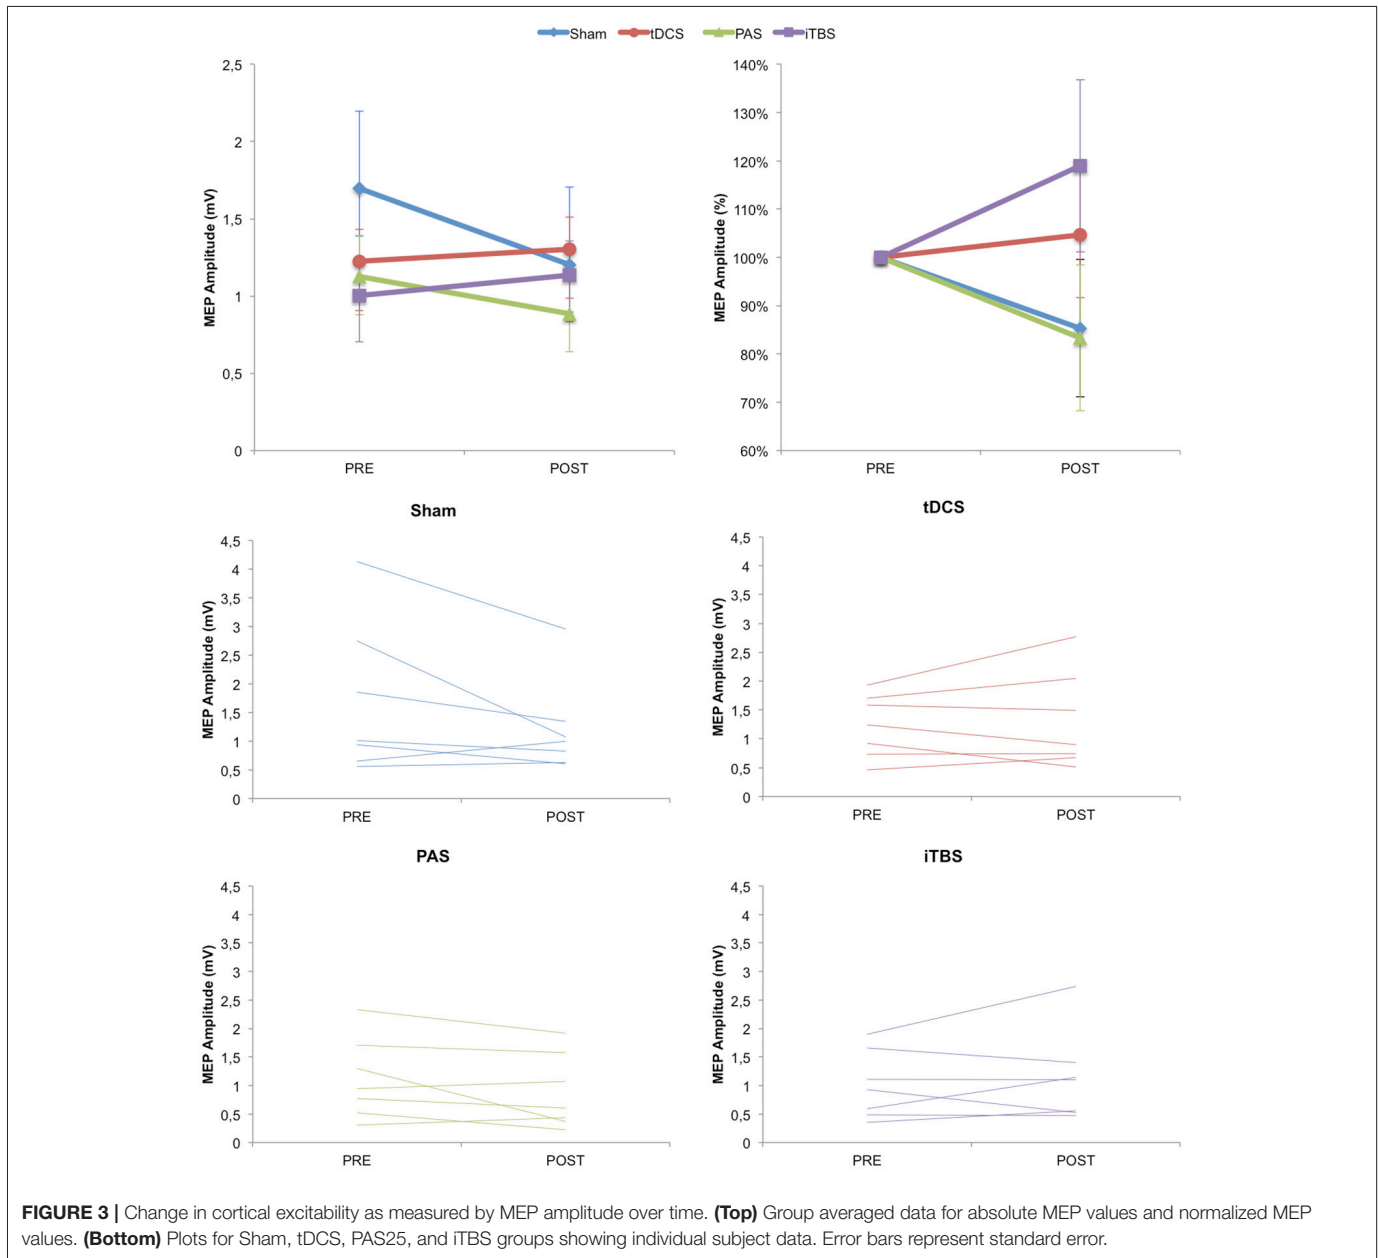 Sham tDCS PAS iTBS
2,5
2
1,5
1
0,5
0
MEP Amplitude (mV)
PRE POST
140%
130%
120%
110%
100%
90%
80%
70%
60%
MEP Amplitude (%)
PRE POST
Sham
4,5
4
3,5
3
2,5
2
1,5
1
0,5
0
MEP Amplitude (mV)
PRE POST
tDCS
4,5
4
3,5
3
2,5
2
1,5
1
0,5
0
MEP Amplitude (mV)
PRE POST
PAS
4,5
4
3,5
3
2,5
2
1,5
1
0,5
0
MEP Amplitude (mV)
PRE POST
iTBS
4,5
4
3,5
3
2,5
2
1,5
1
0,5
0
MEP Amplitude (mV)
PRE POST
FIGURE 3 | Change in cortical excitability as measured by MEP amplitude over time. (Top) Group averaged data for absolute MEP values and normalized MEP
values. (Bottom) Plots for Sham, tDCS, PAS25, and iTBS groups showing individual subject data. Error bars represent standard error.